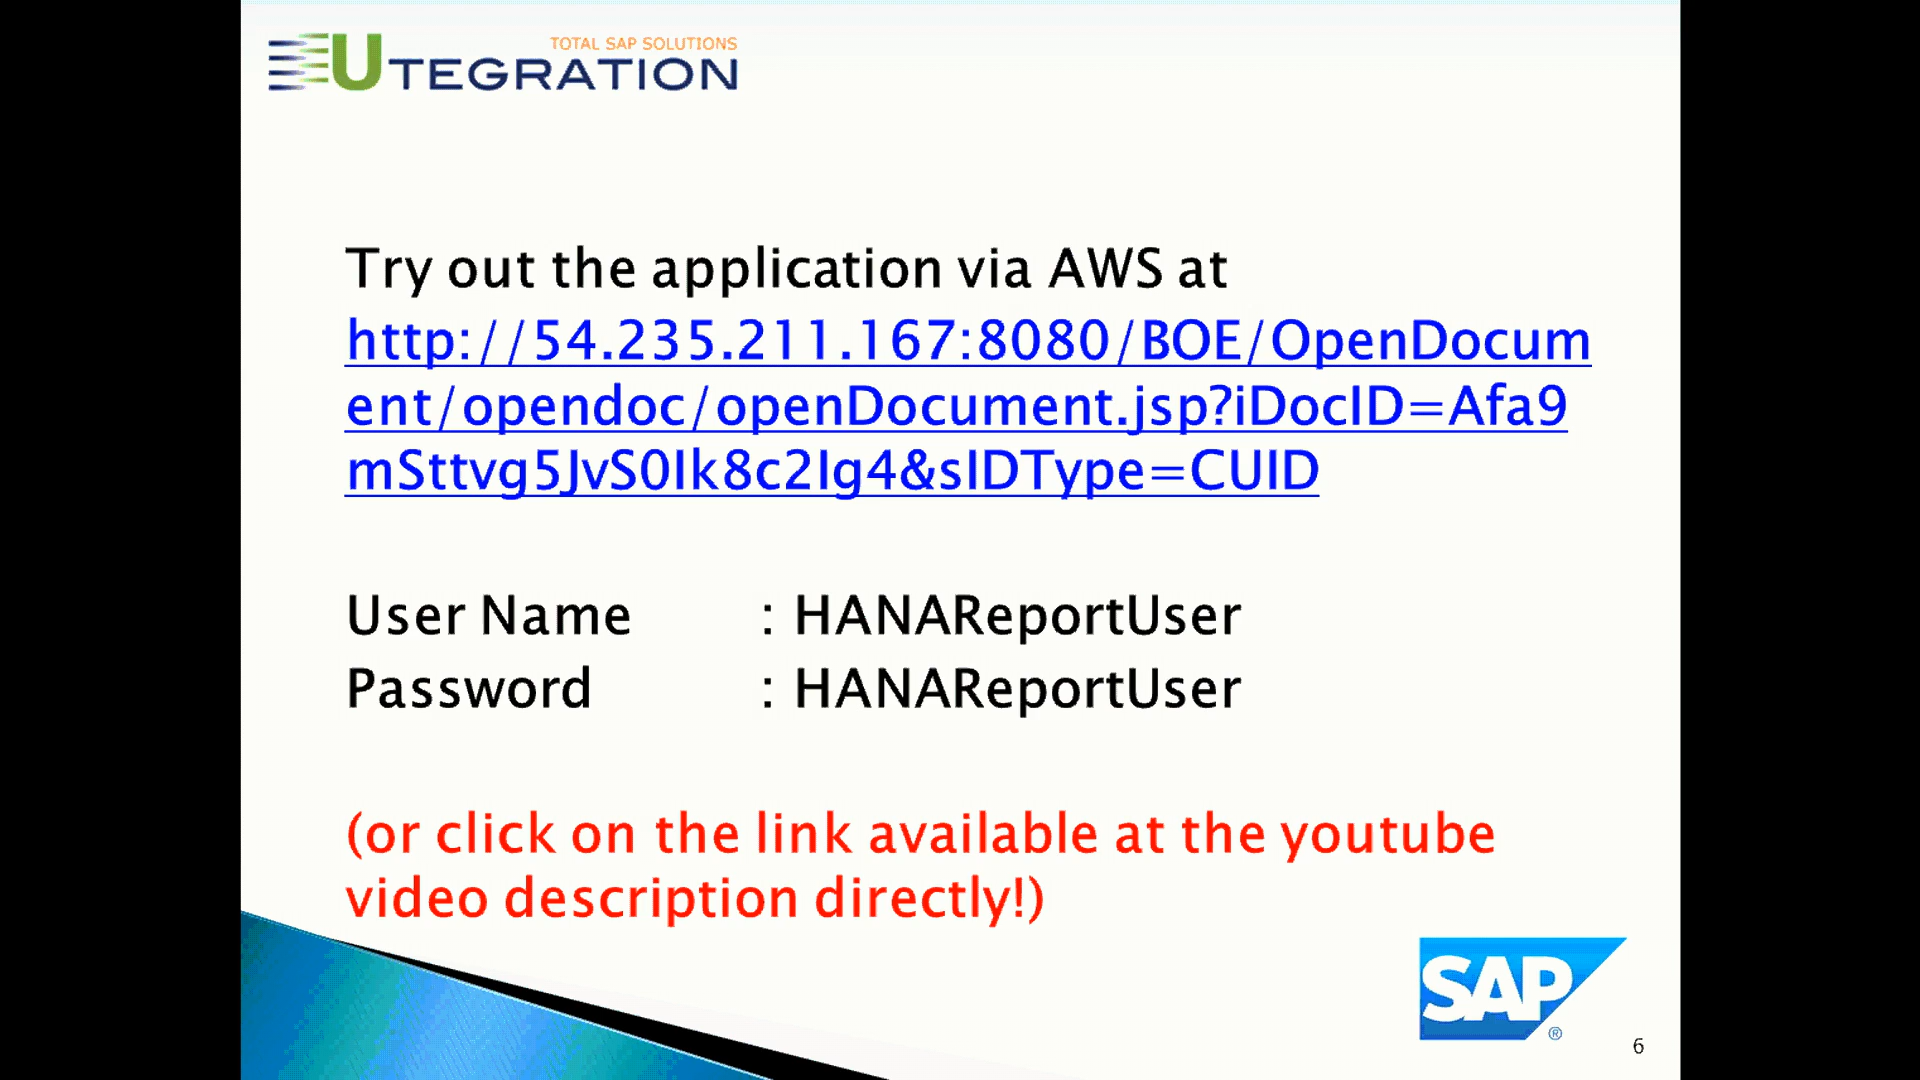 TOTAL SAP SOLUTIONS
UTEGRATION
Try out the application via AWS at
http://54.235.211.167:8080/BOE/OpenDocum
ent/opendoc/openDocument.jsp?iDocID=Afa9
mSttvg5JvS0Ik8c2Ig4&sIDType=CUID
User Name : HANAReportUser
Password : HANAReportUser
(or click on the link available at the youtube
video description directly!)
SAP ®
6